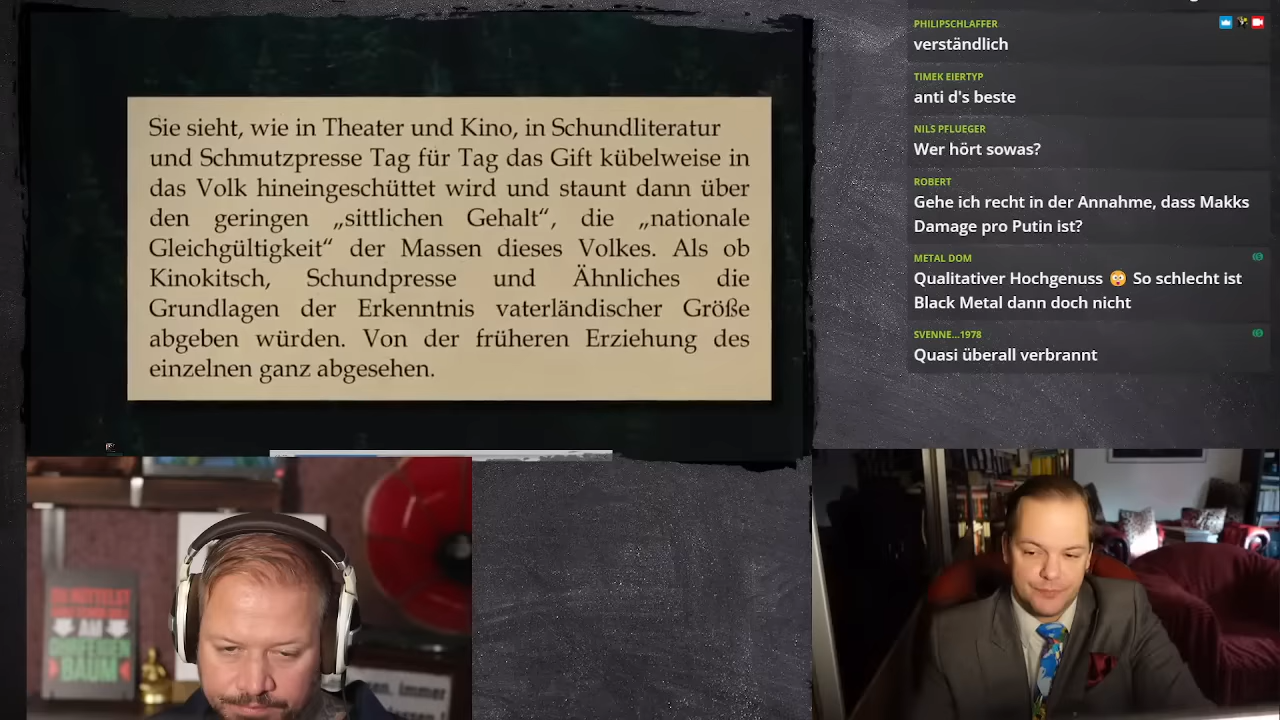 Sie sieht, wie in Theater und Kino, in Schundliteratur
und Schmutzpresse Tag für Tag das Gift kübelweise in
das Volk hineingeschüttet wird und staunt dann über
den geringen „sittlichen Gehalt“, die „nationale
Gleichgültigkeit“ der Massen dieses Volkes. Als ob
Kinokitsch, Schundpresse und Ähnliches die
Grundlagen der Erkenntnis vaterländischer Größe
abgeben würden. Von der früheren Erziehung des
einzelnen ganz abgesehen.
PHILIPSCHLAFFER
verständlich
TIMEK EIERTYP
anti d's beste
NILS PFLUEGER
Wer hört sowas?
ROBERT
Gehe ich recht in der Annahme, dass Makks
Damage pro Putin ist?
METAL DOM
Qualitativer Hochgenuss 😳 So schlecht ist
Black Metal dann doch nicht
SVENNE...1978
Quasi überall verbrannt
AU
BAUM
immer